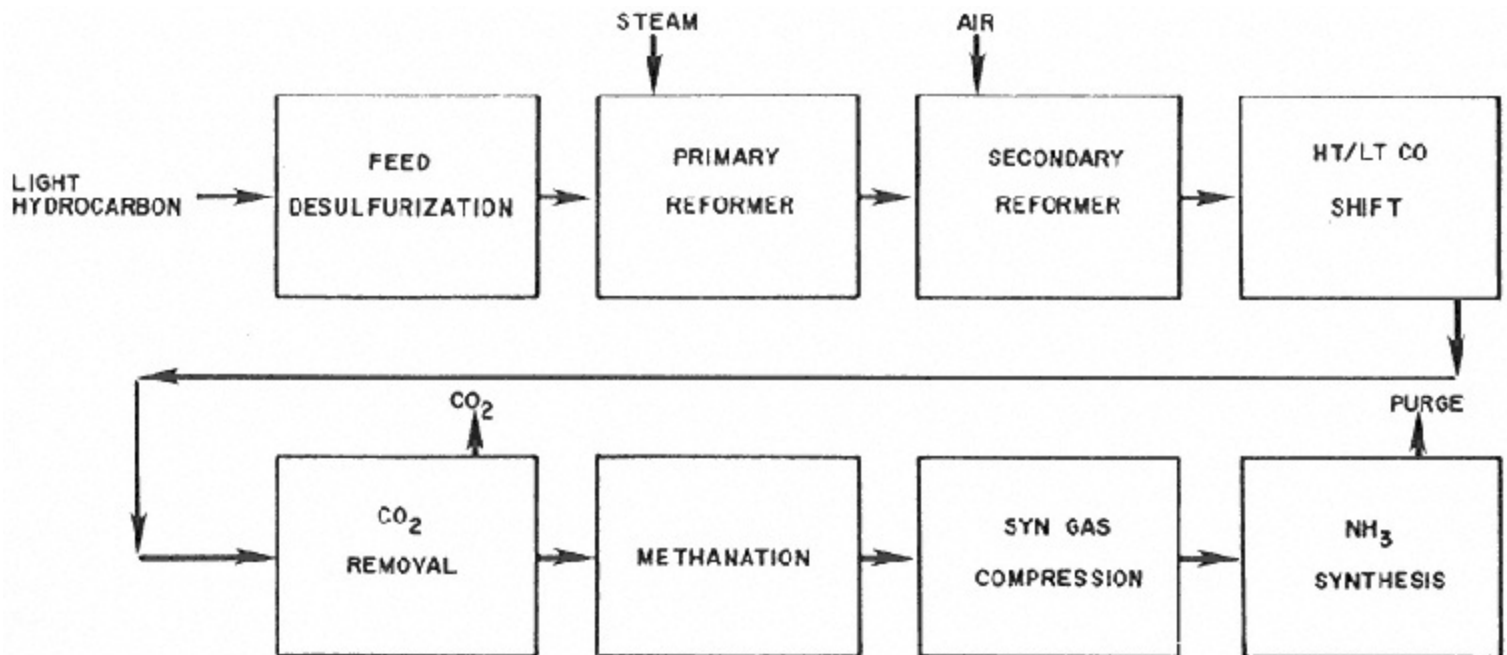 STEAM
AIR
LIGHT
HYDROCARBON
FEED
DESULFURIZATION
PRIMARY
REFORMER
SECONDARY
REFORMER
HT/LT CO
SHIFT
CO₂
PURGE
CO₂
REMOVAL
METHANATION
SYN GAS
COMPRESSION
NH₃
SYNTHESIS